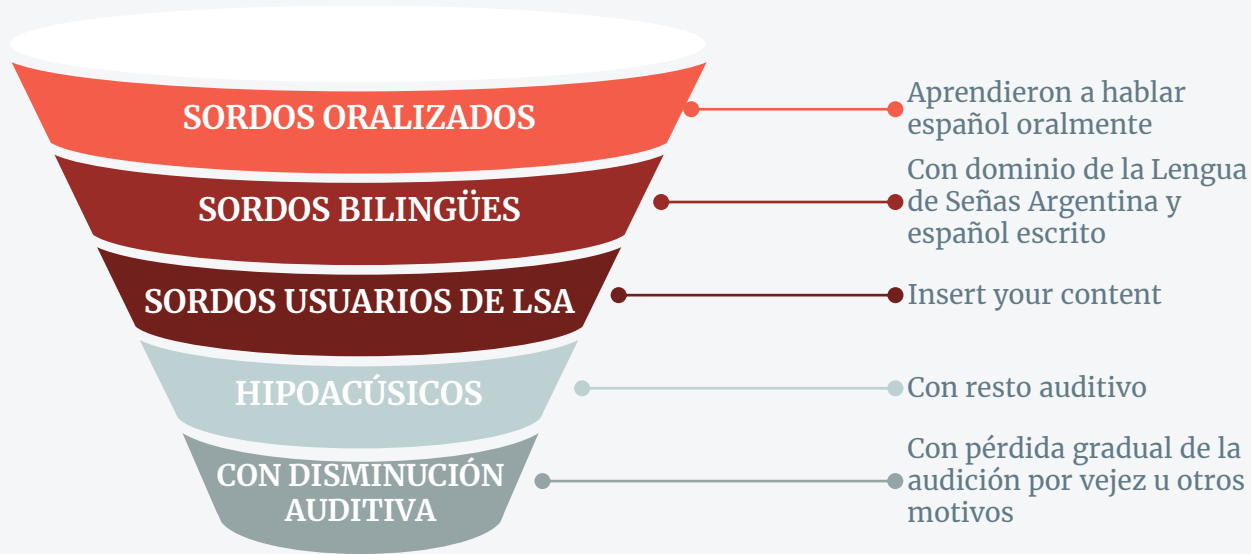 SORDOS ORALIZADOS
Aprendieron a hablar
español oralmente
SORDOS BILINGÜES
Con dominio de la Lengua
de Señas Argentina y
español escrito
SORDOS USUARIOS DE LSA
Insert your content
HIPOACÚSICOS
Con resto auditivo
CON DISMINUCIÓN
AUDITIVA
Con pérdida gradual de la
audición por vejez u otros
motivos